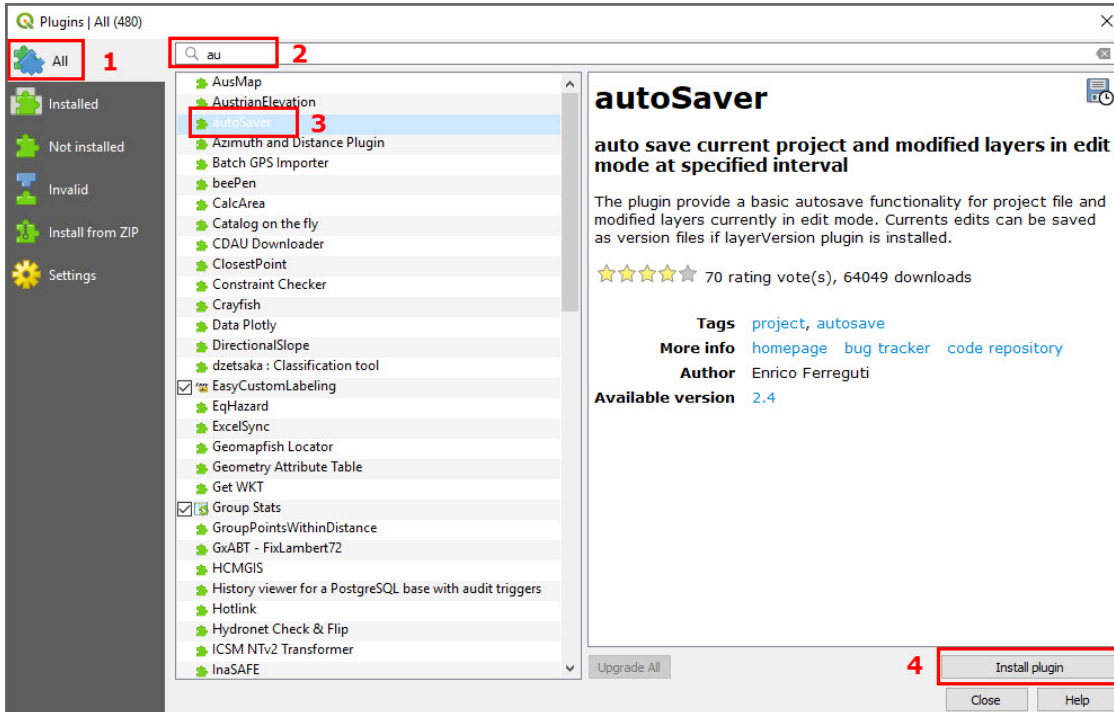 Plugins | All (480)
All
1
Installed
Not installed
Invalid
Install from ZIP
Settings
au
2
AusMap
AustrianElevation
autoSaver
3
Azimuth and Distance Plugin
Batch GPS Importer
beePen
CalcArea
Catalog on the fly
CDAU Downloader
ClosestPoint
Constraint Checker
Crayfish
Data Plotly
DirectionalSlope
dzetsaka : Classification tool
EasyCustomLabeling
EqHazard
ExcelSync
Geomapfish Locator
Geometry Attribute Table
Get WKT
Group Stats
GroupPointsWithinDistance
GxABT - FixLambert72
HCMGIS
History viewer for a PostgreSQL base with audit triggers
Hotlink
Hydronet Check & Flip
ICSM NTv2 Transformer
InaSAFE
autoSaver
auto save current project and modified layers in edit
mode at specified interval
The plugin provide a basic autosave functionality for project file and
modified layers currently in edit mode. Currents edits can be saved
as version files if layerVersion plugin is installed.
70 rating vote(s), 64049 downloads
Tags project, autosave
More info homepage bug tracker code repository
Author Enrico Ferreguti
Available version 2.4
Upgrade All
4
Install plugin
Close
Help